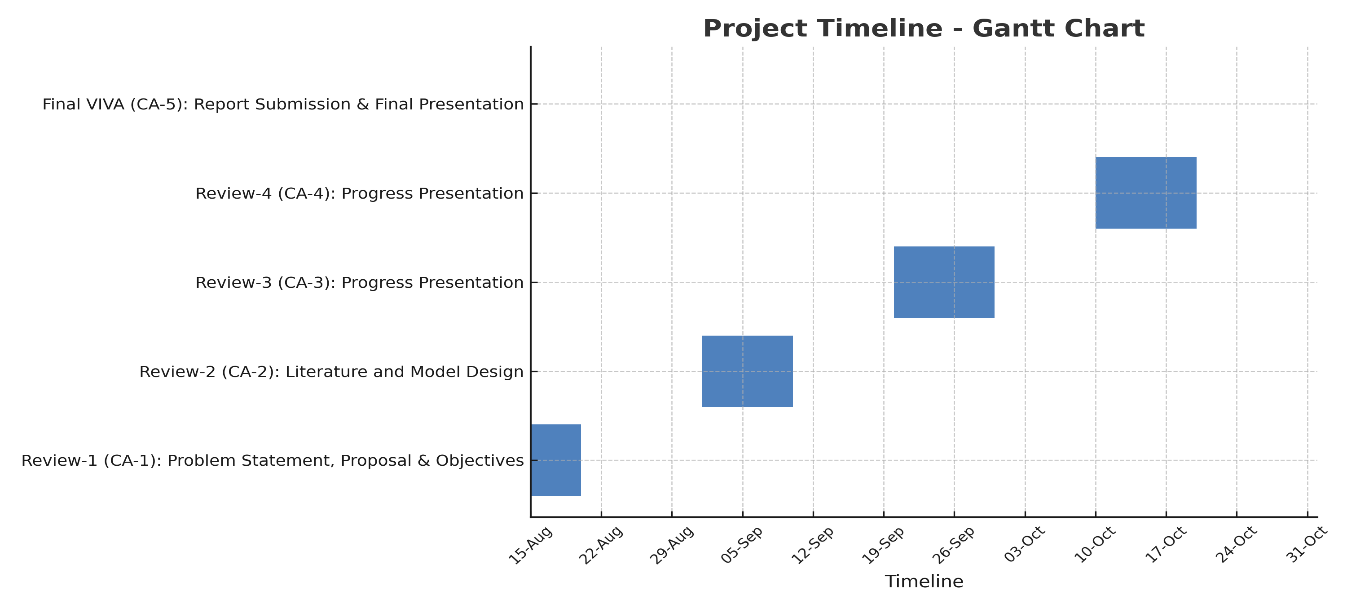 Project Timeline - Gantt Chart
Final VIVA (CA-5): Report Submission & Final Presentation
Review-4 (CA-4): Progress Presentation
Review-3 (CA-3): Progress Presentation
Review-2 (CA-2): Literature and Model Design
Review-1 (CA-1): Problem Statement, Proposal & Objectives
15-Aug
22-Aug
29-Aug
05-Sep
12-Sep
19-Sep
26-Sep
03-Oct
10-Oct
17-Oct
24-Oct
31-Oct
Timeline